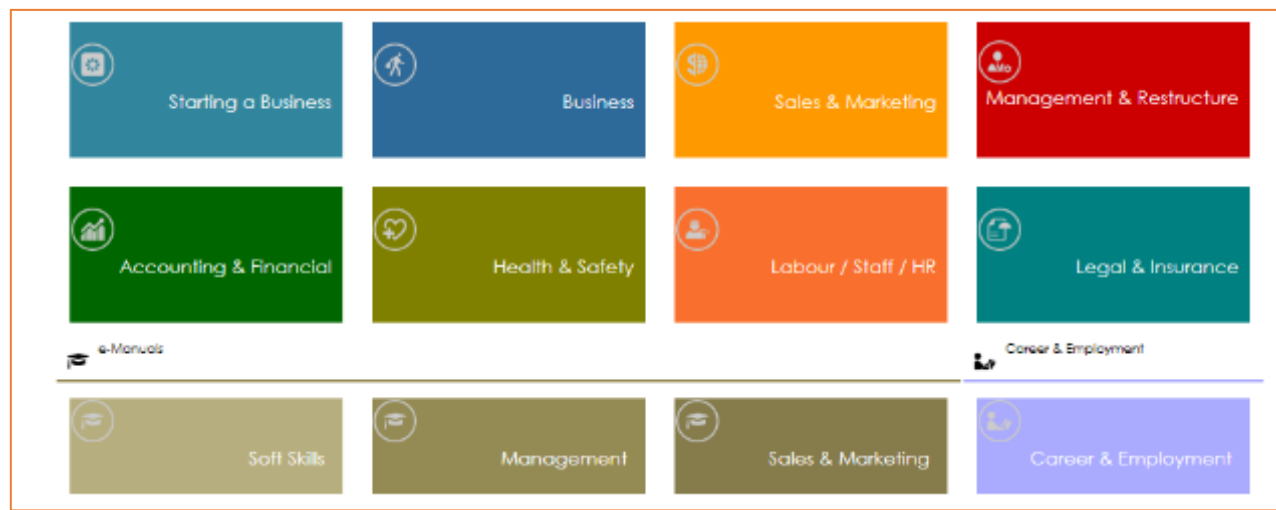 Starting a Business
Business
Sales & Marketing
Management & Restructure
Accounting & Financial
Health & Safety
Labour / Staff / HR
Legal & Insurance
e-Manuals
Career & Employment
Soft Skills
Management
Sales & Marketing
Career & Employment